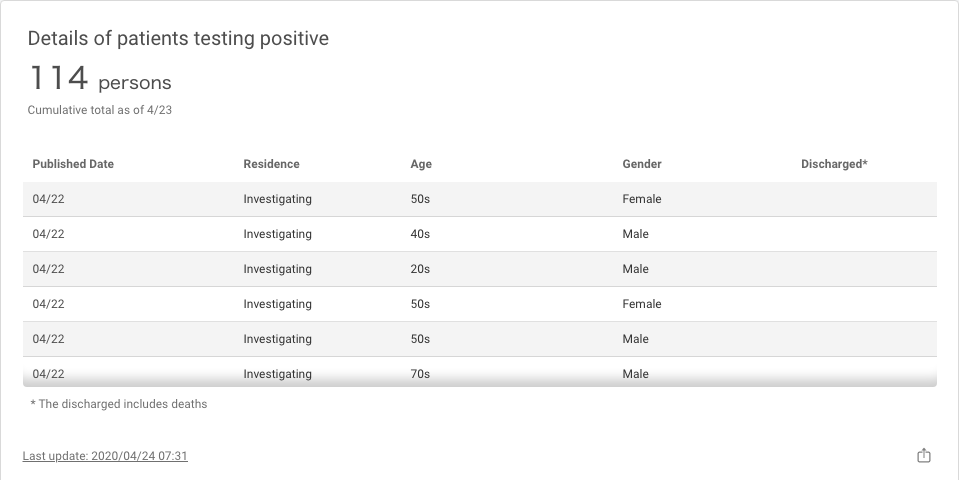 Details of patients testing positive
114 persons
Cumulative total as of 4/23
Published Date Residence Age Gender Discharged*
04/22 Investigating 50s Female
04/22 Investigating 40s Male
04/22 Investigating 20s Male
04/22 Investigating 50s Female
04/22 Investigating 50s Male
04/22 Investigating 70s Male
* The discharged includes deaths
Last update: 2020/04/24 07:31